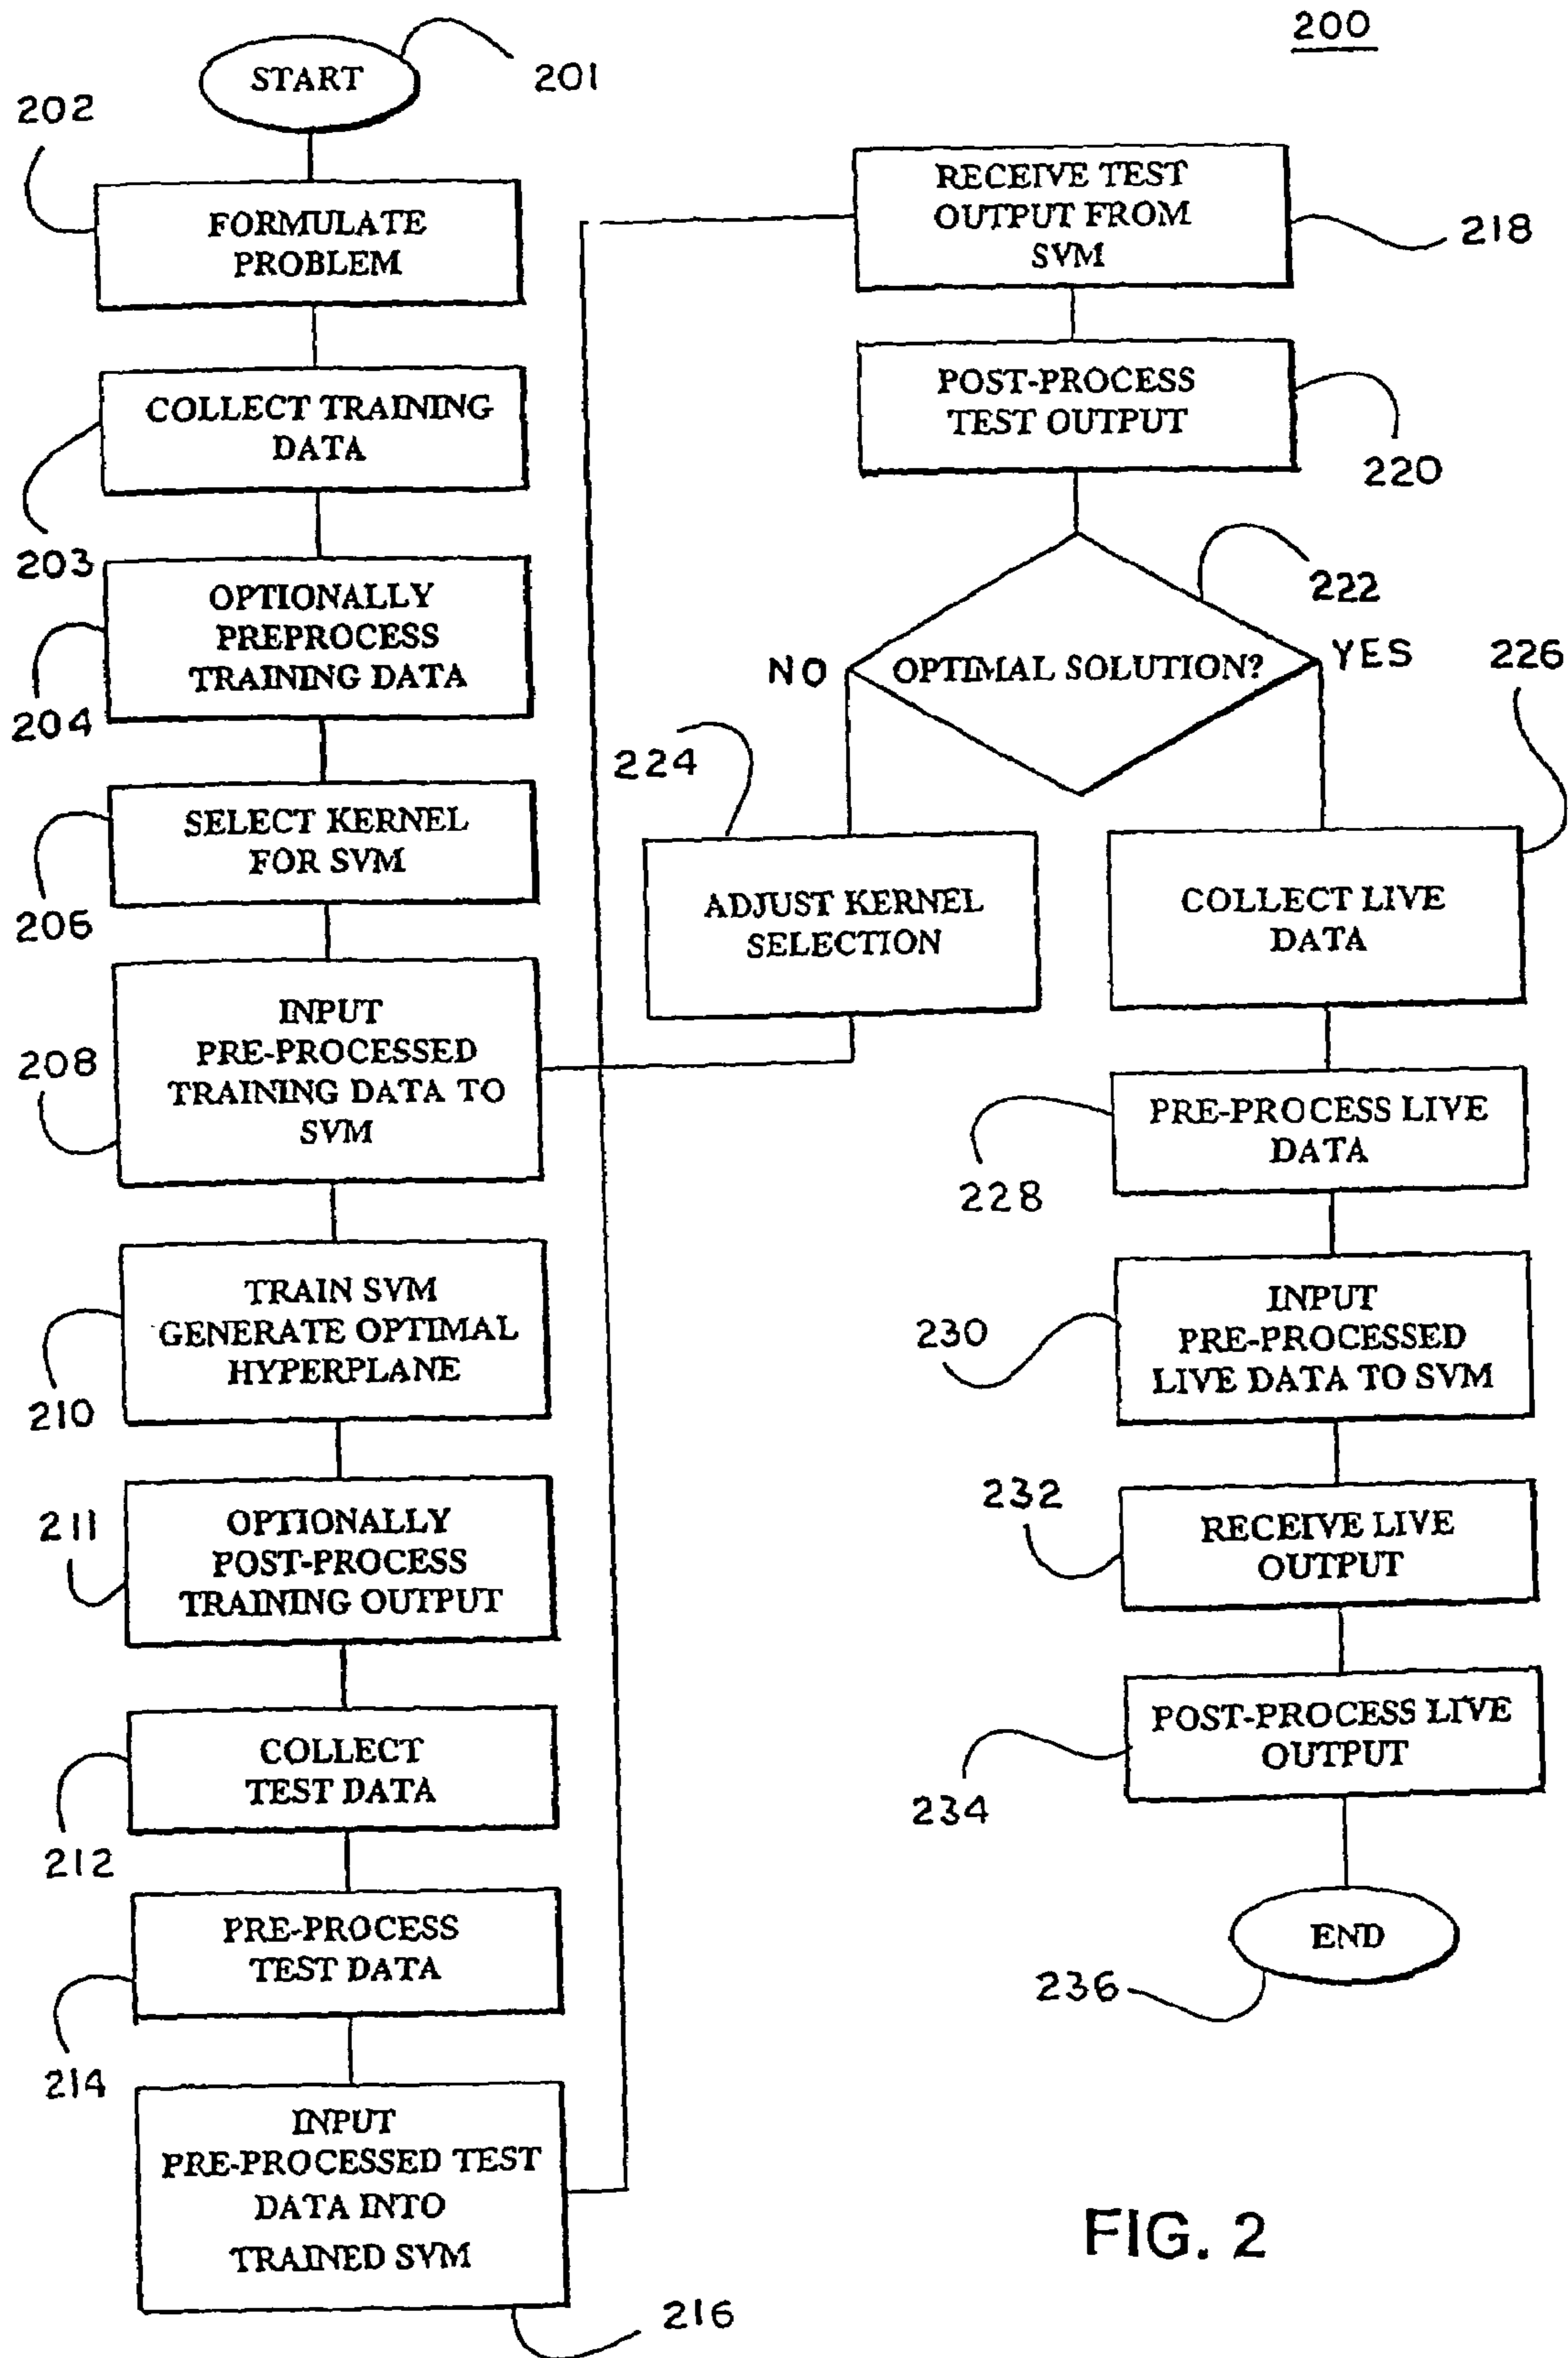 200
START
201
202
FORMULATE
PROBLEM
COLLECT TRAINING
DATA
203
OPTIONALLY
PREPROCESS
TRAINING DATA
204
SELECT KERNEL
FOR SVM
206
INPUT
PRE-PROCESSED
TRAINING DATA TO
SVM
208
TRAIN SVM
GENERATE OPTIMAL
HYPERPLANE
210
OPTIONALLY
POST-PROCESS
TRAINING OUTPUT
211
COLLECT
TEST DATA
212
PRE-PROCESS
TEST DATA
214
INPUT
PRE-PROCESSED TEST
DATA INTO
TRAINED SVM
216
RECEIVE TEST
OUTPUT FROM
SVM
218
POST-PROCESS
TEST OUTPUT
220
222
NO
OPTIMAL SOLUTION?
YES
224
ADJUST KERNEL
SELECTION
226
COLLECT LIVE
DATA
PRE-PROCESS LIVE
DATA
228
INPUT
PRE-PROCESSED
LIVE DATA TO SVM
230
RECEIVE LIVE
OUTPUT
232
POST-PROCESS LIVE
OUTPUT
234
END
236
FIG. 2